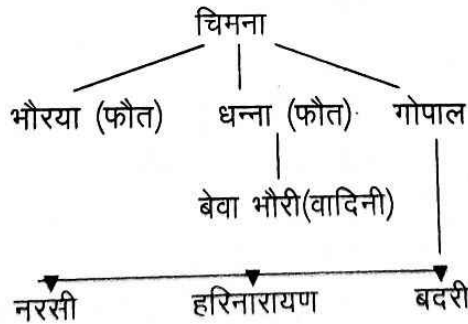 चिमना
भौरया (फौत) धन्ना (फौत) गोपाल
बेवा भौरी(वादिनी)
नरसी हरिनारायण बदरी